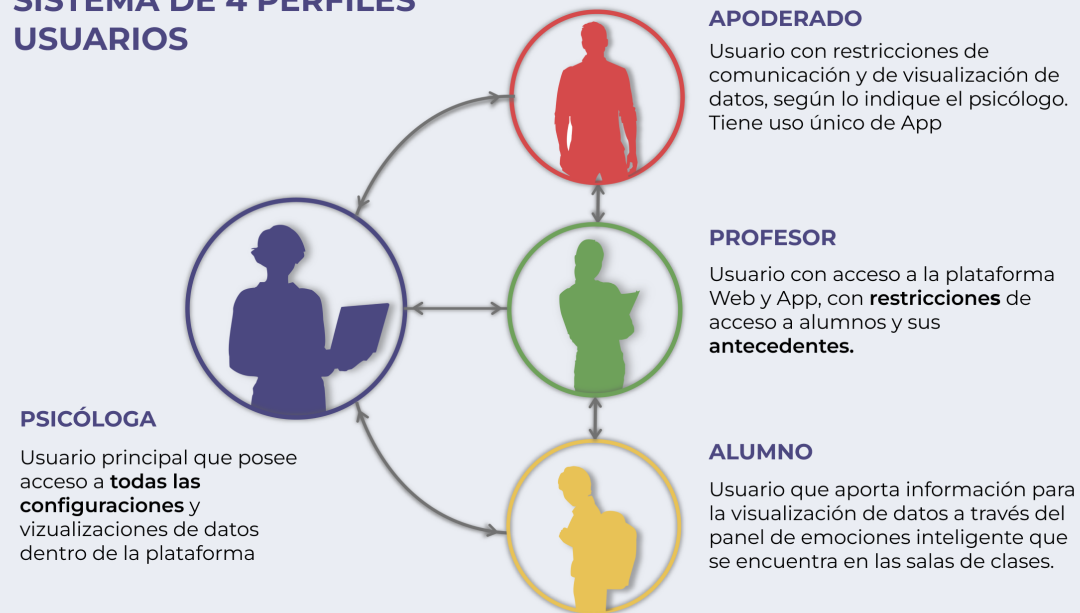 SISTEMA DE 4 PERFILES
USUARIOS
APODERADO
Usuario con restricciones de
comunicación y de visualización de
datos, según lo indique el psicólogo.
Tiene uso único de App
PROFESOR
Usuario con acceso a la plataforma
Web y App, con restricciones de
acceso a alumnos y sus
antecedentes.
PSICÓLOGA
Usuario principal que posee
acceso a todas las
configuraciones y
vizualizaciones de datos
dentro de la plataforma
ALUMNO
Usuario que aporta información para
la visualización de datos a través del
panel de emociones inteligente que
se encuentra en las salas de clases.